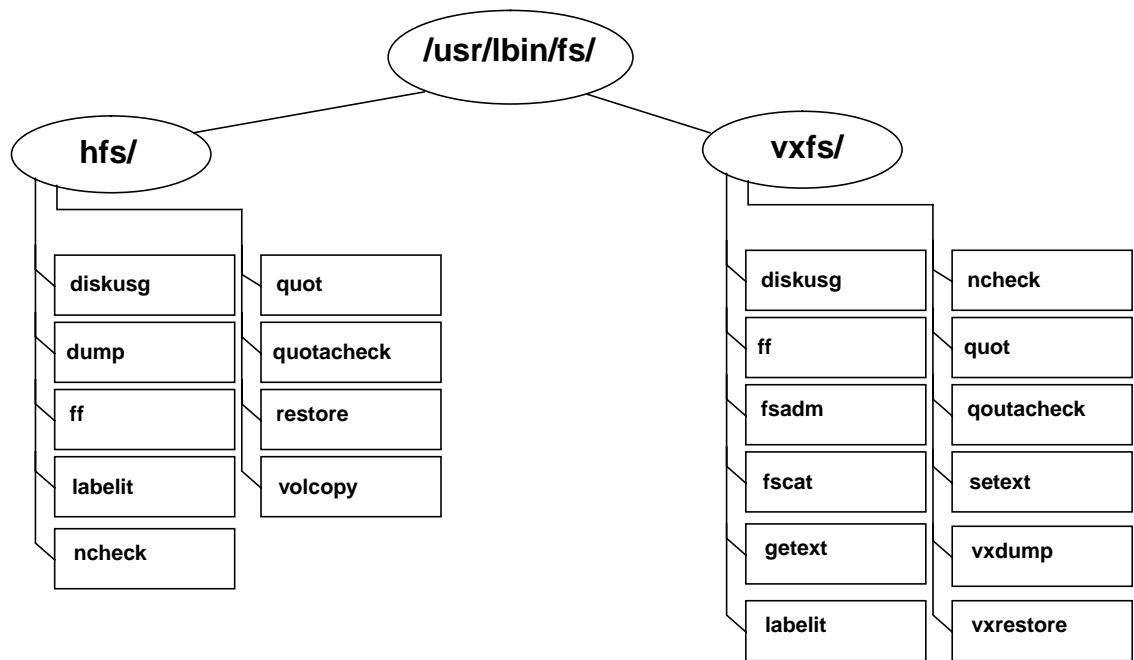 /usr/lbin/fs/
hfs/
vxfs/
diskusg
dump
ff
labelit
ncheck
quot
quotacheck
restore
volcopy
diskusg
ff
fsadm
fscat
getext
labelit
ncheck
quot
qoutacheck
setext
vxdump
vxrestore